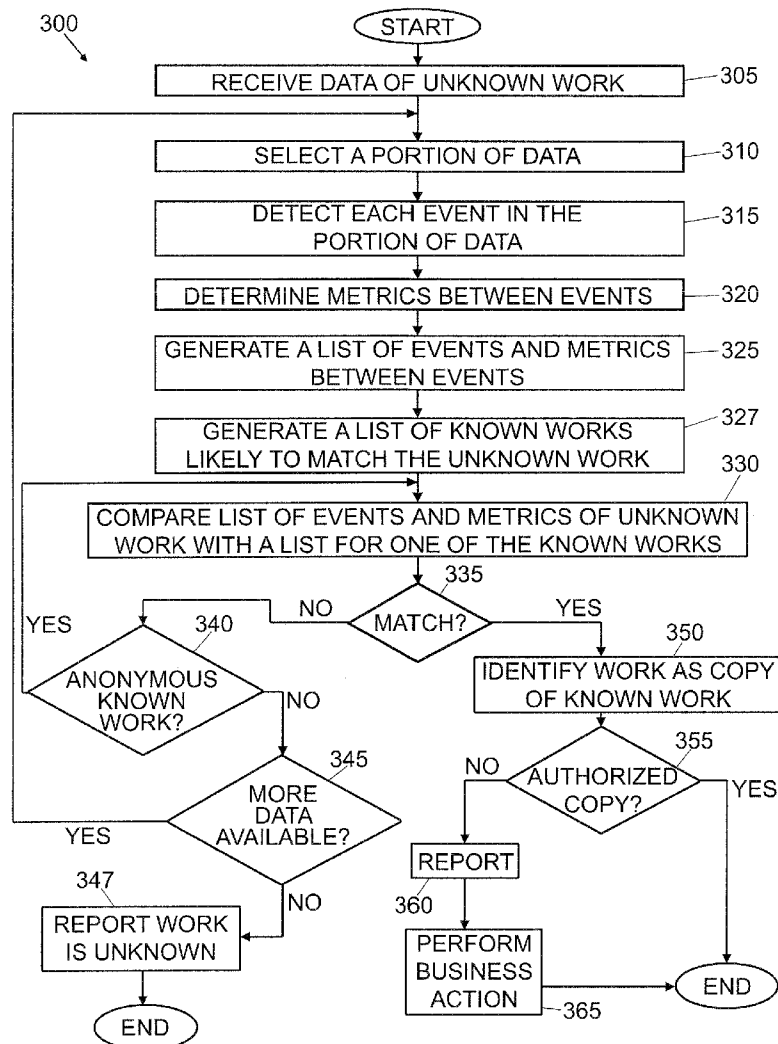 300
START
RECEIVE DATA OF UNKNOWN WORK
305
SELECT A PORTION OF DATA
310
DETECT EACH EVENT IN THE
PORTION OF DATA
315
DETERMINE METRICS BETWEEN EVENTS
320
GENERATE A LIST OF EVENTS AND METRICS
BETWEEN EVENTS
325
GENERATE A LIST OF KNOWN WORKS
LIKELY TO MATCH THE UNKNOWN WORK
327
330
COMPARE LIST OF EVENTS AND METRICS OF UNKNOWN
WORK WITH A LIST FOR ONE OF THE KNOWN WORKS
335
MATCH?
NO
YES
340
ANONYMOUS
KNOWN
WORK?
YES
NO
350
IDENTIFY WORK AS COPY
OF KNOWN WORK
345
MORE
DATA
AVAILABLE?
YES
NO
355
AUTHORIZED
COPY?
NO
YES
347
REPORT WORK
IS UNKNOWN
END
REPORT
360
PERFORM
BUSINESS
ACTION
365
END